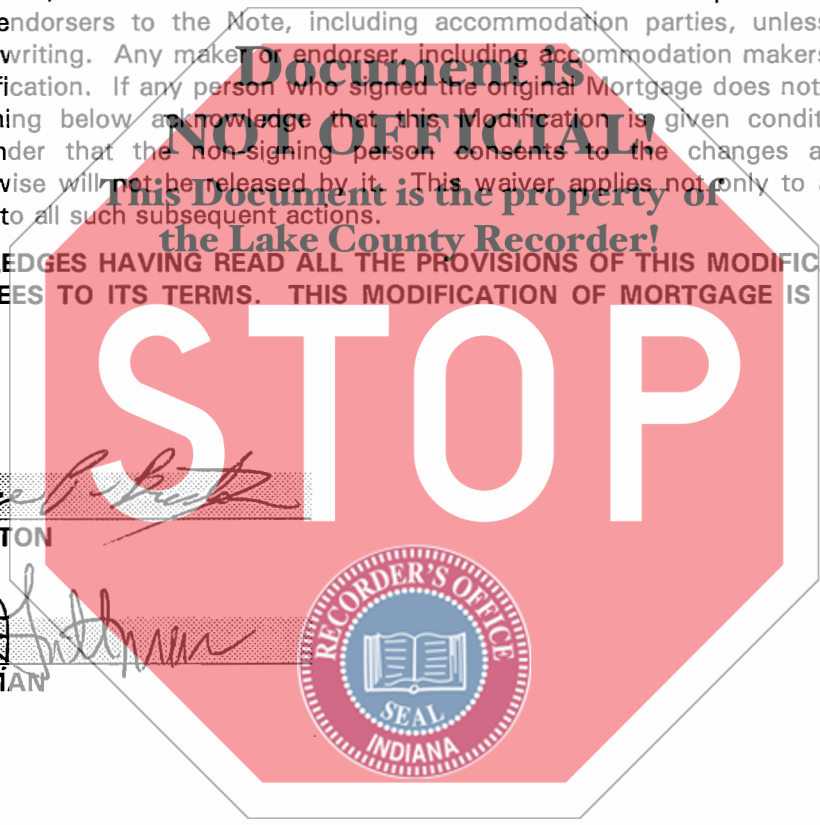 endorsers to the Note, including accommodation parties, unless
writing. Any maker or endorser, including accommodation makers
fication. If any person who signed the original Mortgage does not
ning below acknowledge that this Modification is given condit
nder that the non-signing person consents to the changes a
wise will not be released by it. This waiver applies not only to a
to all such subsequent actions.
EDGES HAVING READ ALL THE PROVISIONS OF THIS MODIFIC
EES TO ITS TERMS. THIS MODIFICATION OF MORTGAGE IS
Document is
NOT OFFICIAL!
This Document is the property of
the Lake County Recorder!
STOP
TON
IAN
RECORDER'S OFFICE
SEAL
INDIANA